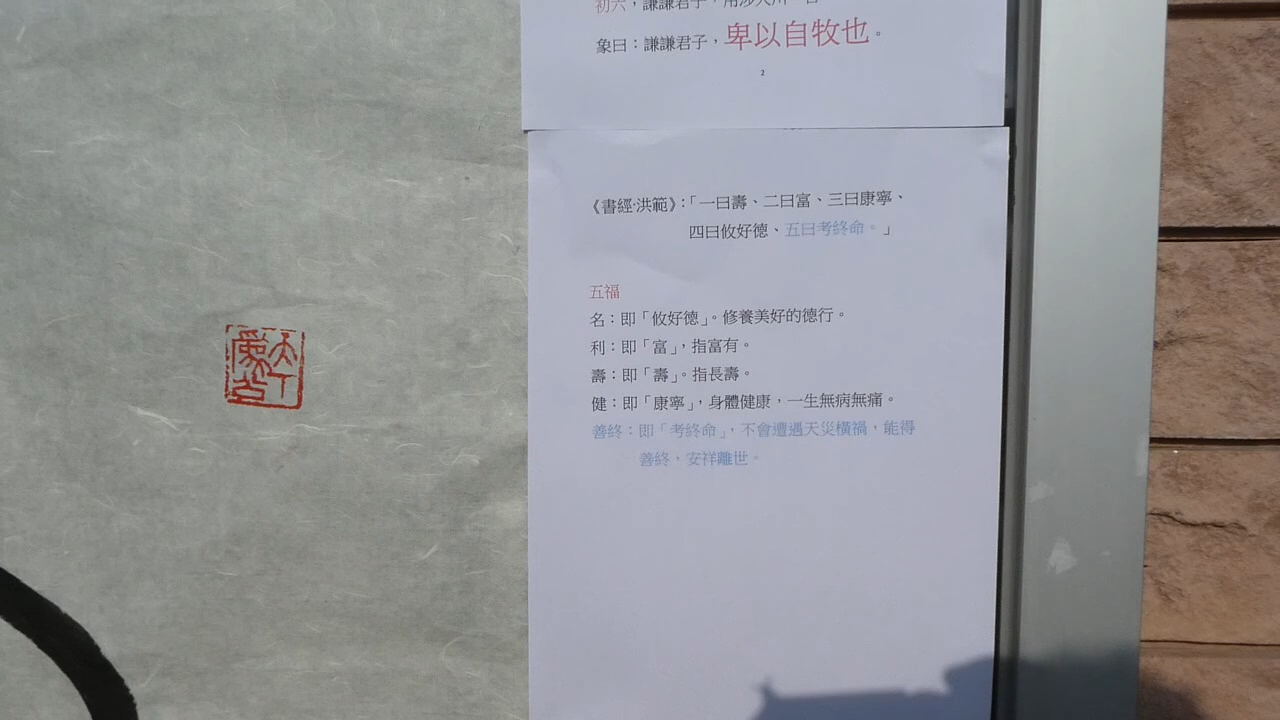 初六，謙謙君子，用涉大川，吉
象曰：謙謙君子，卑以自牧也。
2
《書經·洪範》：「一曰壽、二曰富、三曰康寧、
四曰攸好德、五曰考終命。」
五福
名：即「攸好德」。修養美好的德行。
利：即「富」，指富有。
壽：即「壽」。指長壽。
健：即「康寧」，身體健康，一生無病無痛。
善終：即「考終命」，不會遭遇天災橫禍，能得
善終，安祥離世。